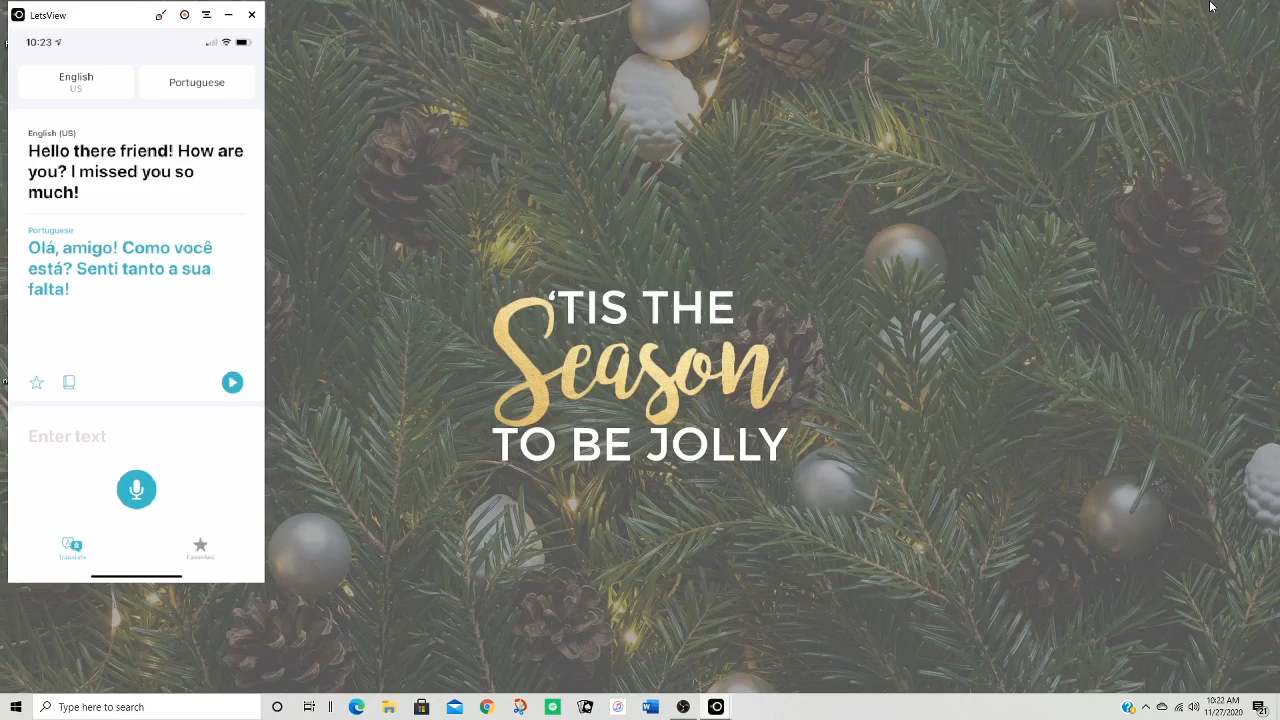 LetsView
10:23
English
US
Portuguese
English (US)
Hello there friend! How are
you? I missed you so
much!
Portuguese
Olá, amigo! Como você
está? Senti tanto a sua
falta!
Enter text
Translate
Favorites
‘TIS THE
Season
TO BE JOLLY
Type here to search
10:22 AM
11/27/2020